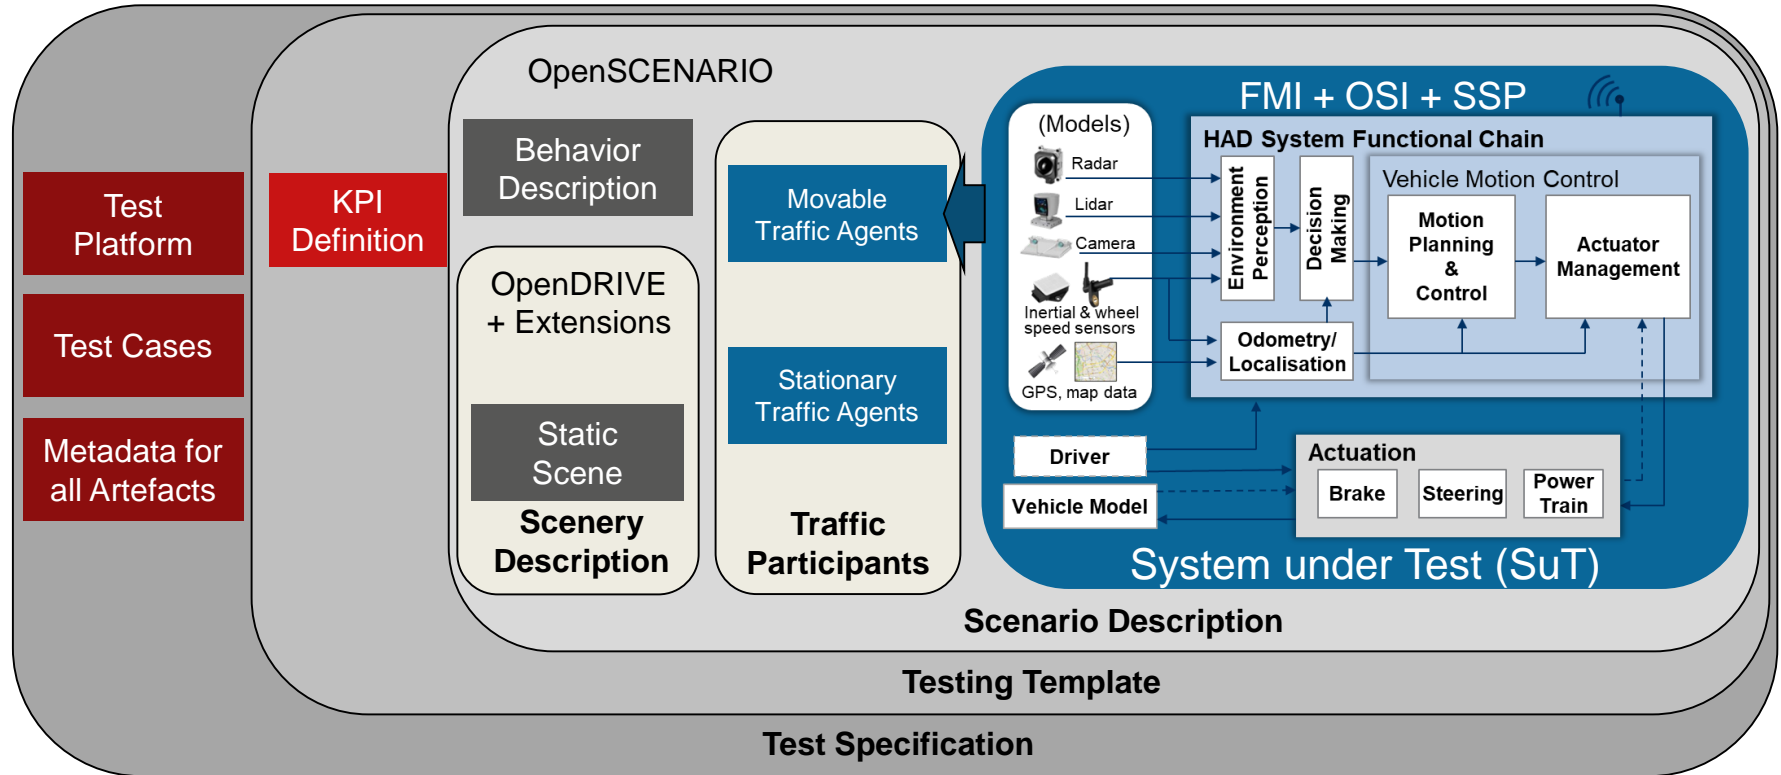 Test
Platform
Test Cases
Metadata for
all Artefacts
KPI
Definition
OpenSCENARIO
Behavior
Description
OpenDRIVE
+ Extensions
Static
Scene
Scenery
Description
Movable
Traffic Agents
Stationary
Traffic Agents
Traffic
Participants
FMI + OSI + SSP
(Models)
Radar
Lidar
Camera
Inertial & wheel
speed sensors
GPS, map data
HAD System Functional Chain
Environment
Perception
Decision
Making
Odometry/
Localisation
Vehicle Motion Control
Motion
Planning
&
Control
Actuator
Management
Driver
Vehicle Model
Actuation
Brake
Steering
Power
Train
System under Test (SuT)
Scenario Description
Testing Template
Test Specification